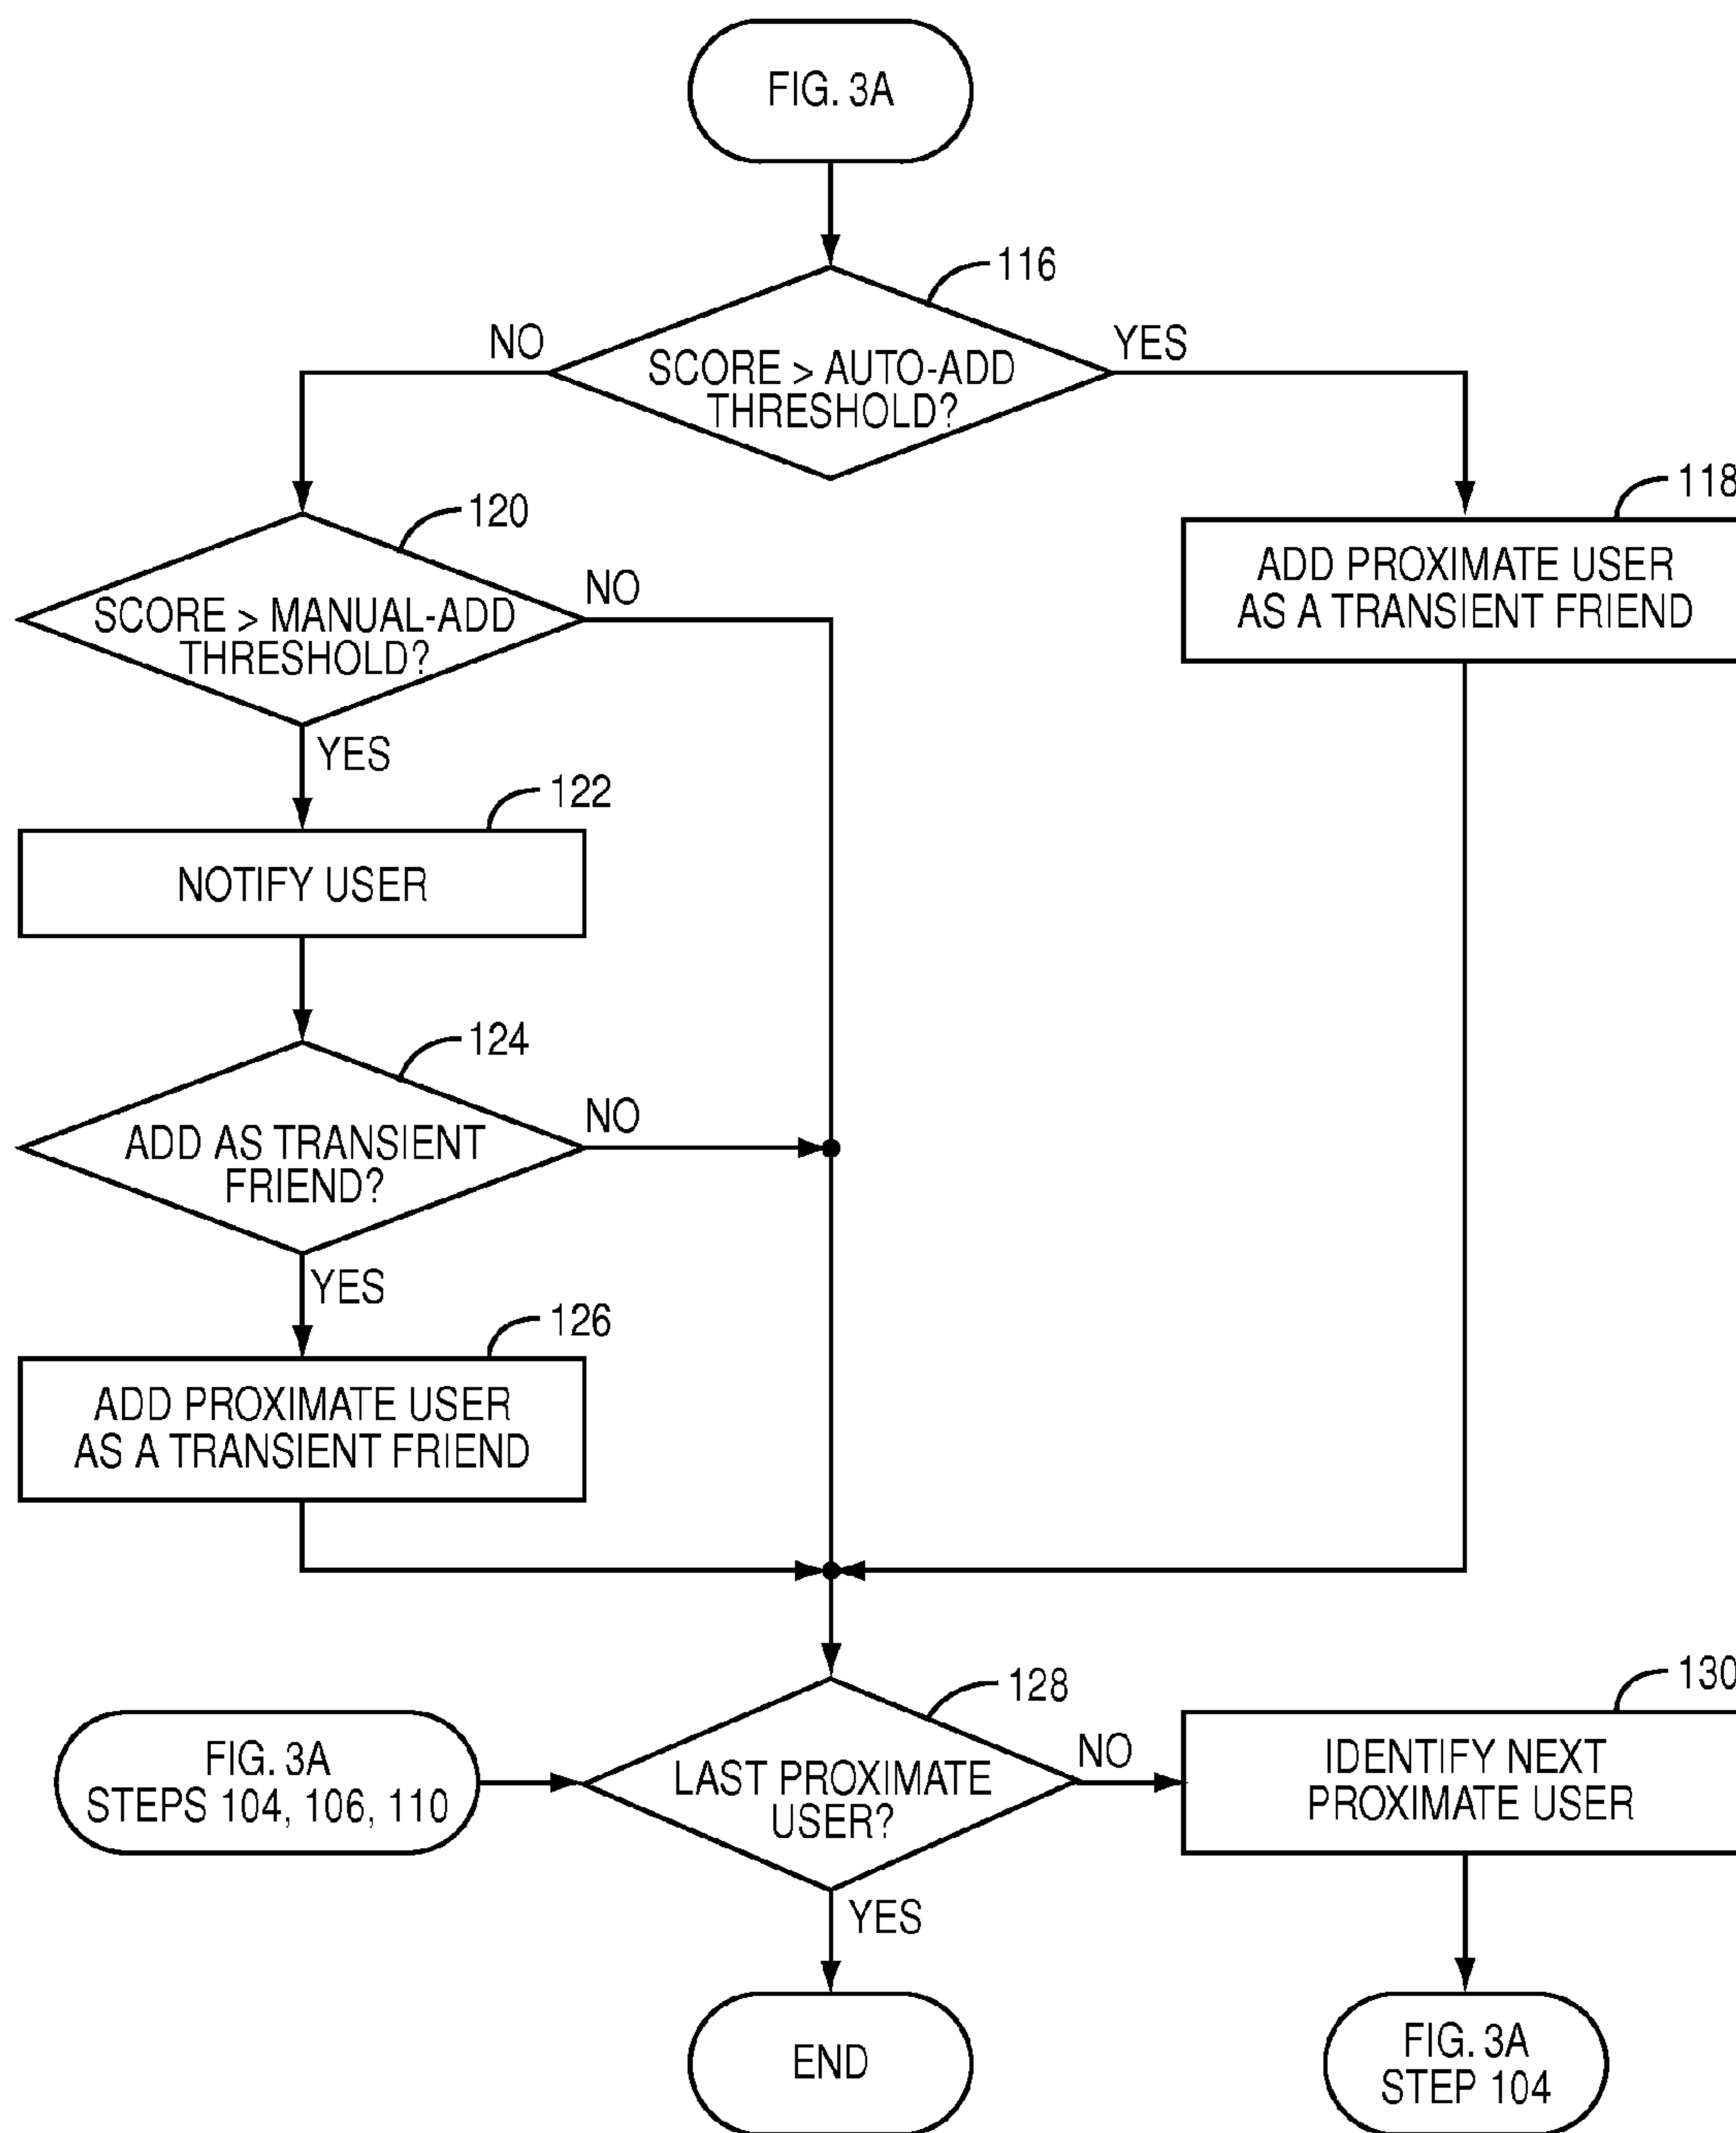 FIG. 3A
116
NO
YES
SCORE > AUTO-ADD
THRESHOLD?
118
120
ADD PROXIMATE USER
AS A TRANSIENT FRIEND
NO
SCORE > MANUAL-ADD
THRESHOLD?
YES
122
NOTIFY USER
124
NO
ADD AS TRANSIENT
FRIEND?
YES
126
ADD PROXIMATE USER
AS A TRANSIENT FRIEND
128
130
FIG. 3A
STEPS 104, 106, 110
LAST PROXIMATE
USER?
NO
IDENTIFY NEXT
PROXIMATE USER
YES
END
FIG. 3A
STEP 104